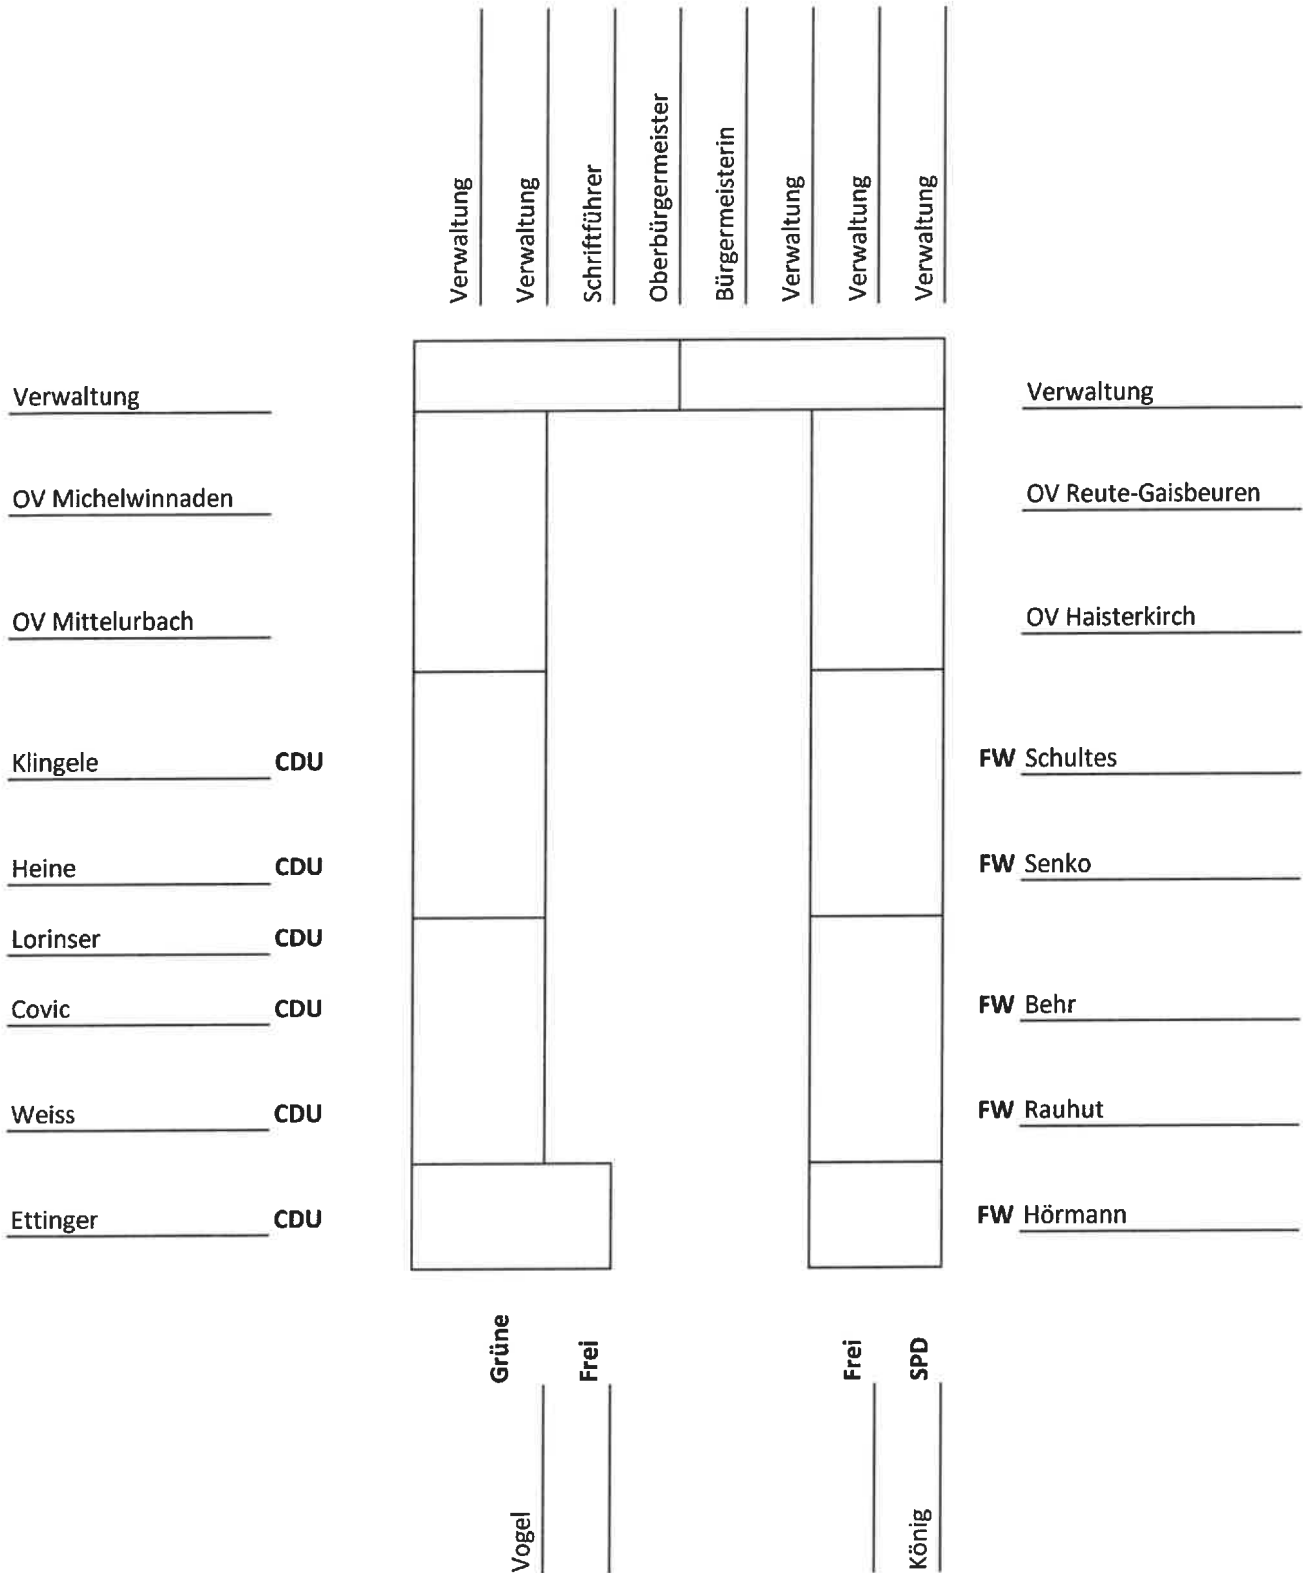 Verwaltung
Verwaltung
Schriftführer
Oberbürgermeister
Bürgermeisterin
Verwaltung
Verwaltung
Verwaltung
Verwaltung
Verwaltung
OV Michelwinnaden
OV Reute-Gaisbeuren
OV Mittelurbach
OV Haisterkirch
Klingele CDU
FW Schultes
Heine CDU
FW Senko
Lorinser CDU
Covic CDU
FW Behr
Weiss CDU
FW Rauhut
Ettinger CDU
FW Hörmann
Vogel Grüne
Frei
Frei
König SPD